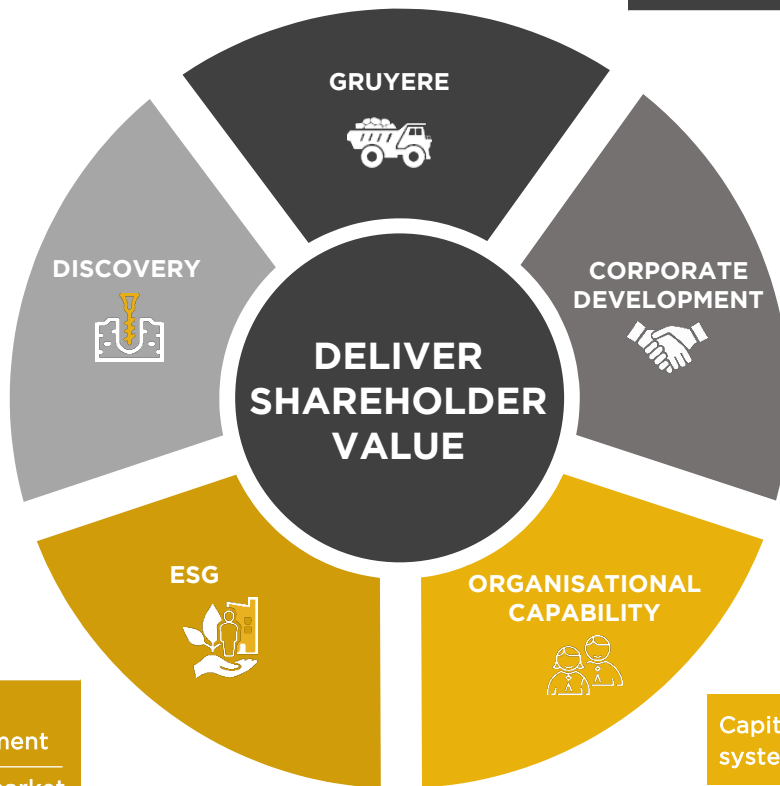 GRUYERE
DISCOVERY
CORPORATE
DEVELOPMENT
DELIVER
SHAREHOLDER
VALUE
ESG
ORGANISATIONAL
CAPABILITY